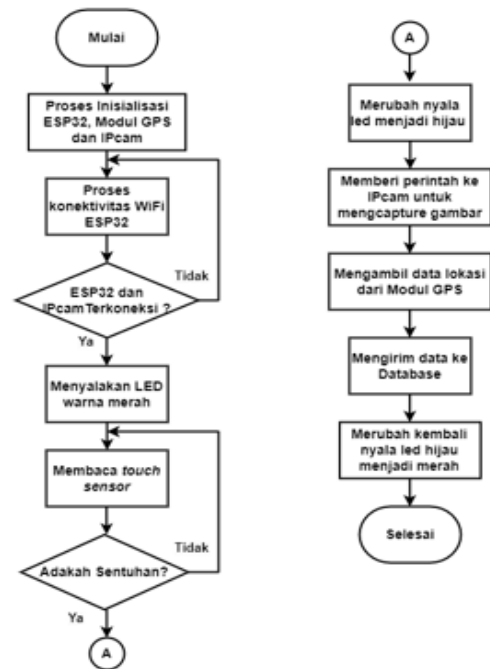 Mulai
Proses Inisialisasi
ESP32, Modul GPS
dan IPcam
Proses
konektivitas WiFi
ESP32
Tidak
ESP32 dan
IPcamTerkoneksi ?
Ya
Menyalakan LED
warna merah
Membaca touch
sensor
Tidak
Adakah Sentuhan?
Ya
A
A
Merubah nyala
led menjadi hijau
Memberi perintah ke
IPcam untuk
mengcapture gambar
Mengambil data lokasi
dari Modul GPS
Mengirim data ke
Database
Merubah kembali
nyala led hijau
menjadi merah
Selesai